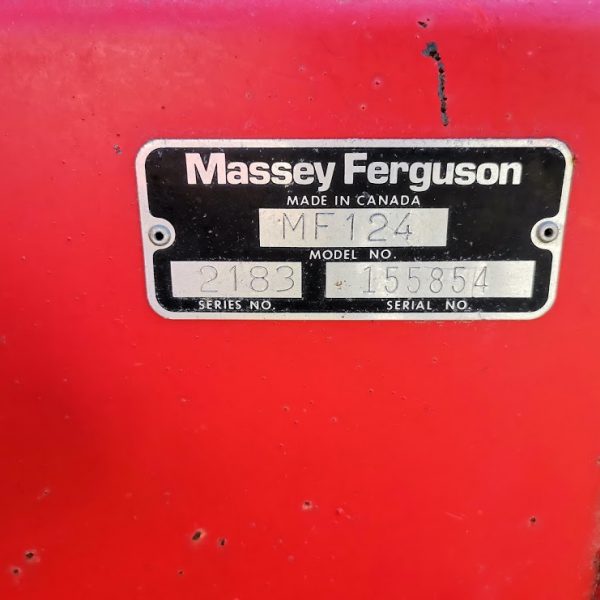 Massey Ferguson
MADE IN CANADA
MF124
MODEL NO.
2183 155854
SERIES NO. SERIAL NO.